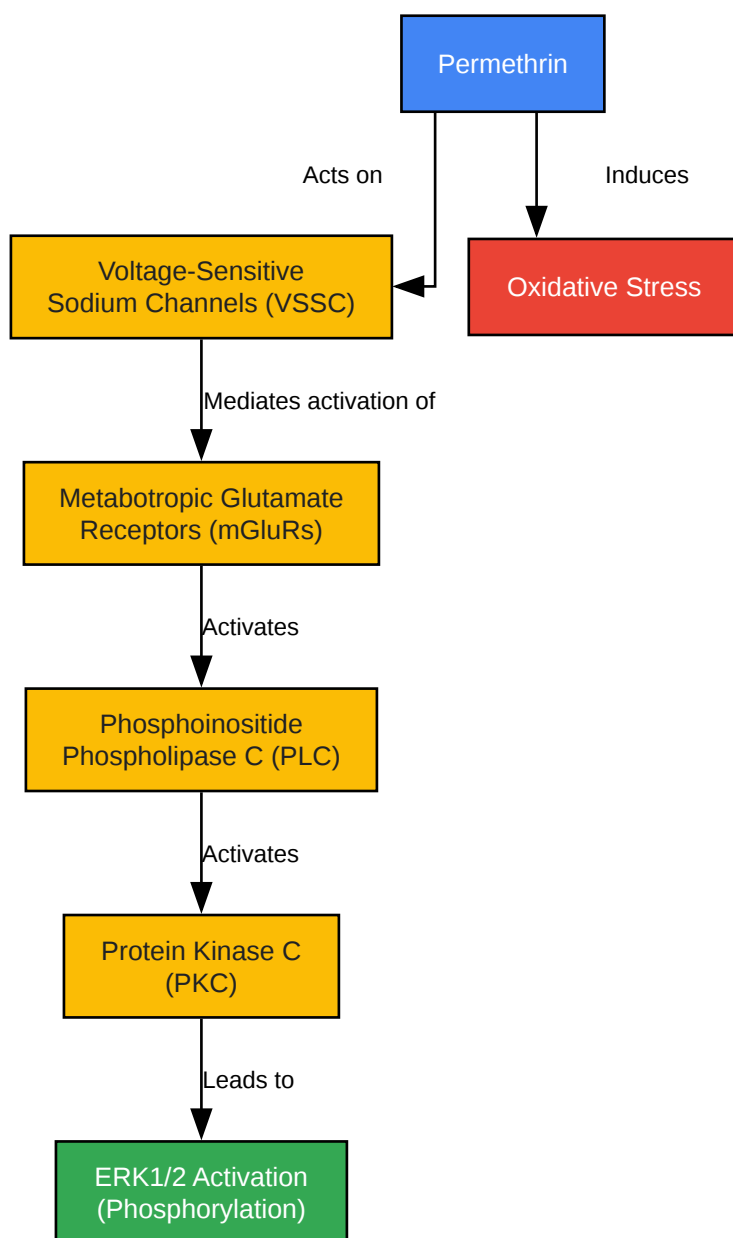 Permethrin
Acts on
Induces
Voltage-Sensitive
Sodium Channels (VSSC)
Oxidative Stress
Mediates activation of
Metabotropic Glutamate
Receptors (mGluRs)
Activates
Phosphoinositide
Phospholipase C (PLC)
Activates
Protein Kinase C
(PKC)
Leads to
ERK1/2 Activation
(Phosphorylation)